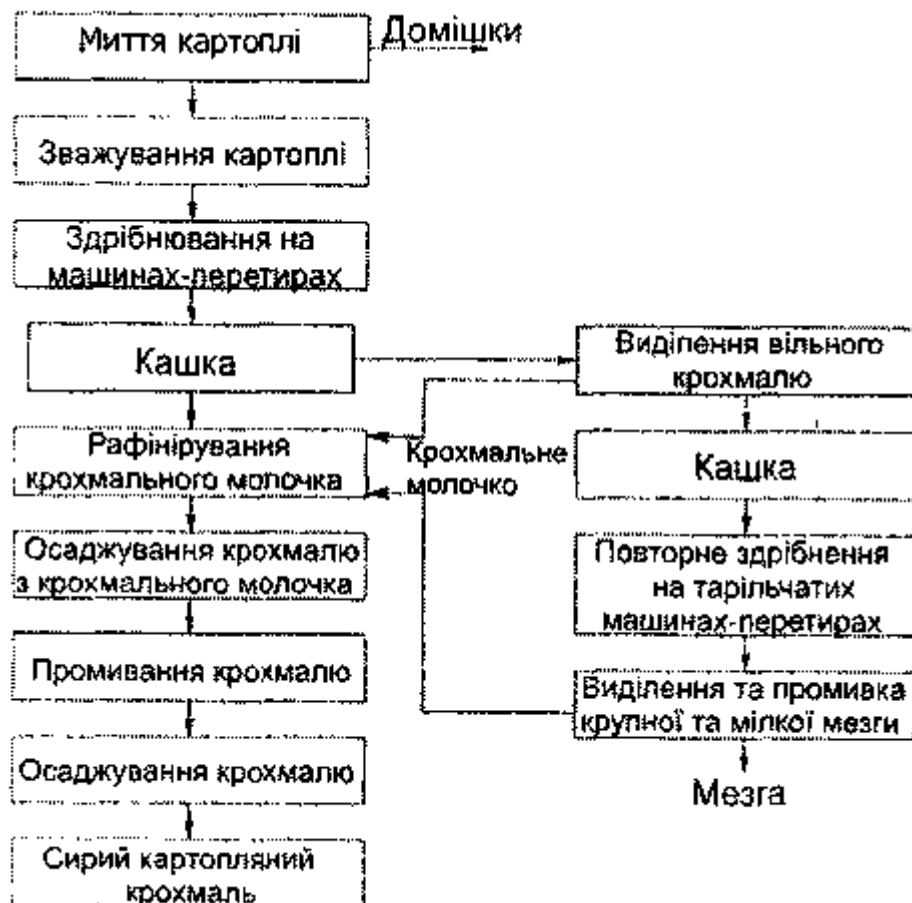 Миття картоплі
Домішки
Зважування картоплі
Здрібнювання на
машинах-перетирах
Кашка
Рафінірування
крохмального молочка
Осаджування крохмалю
з крохмального молочка
Промивання крохмалю
Осаджування крохмалю
Сирий картопляний
крохмаль
Крохмальне
молочко
Виділення вільного
крохмалю
Кашка
Повторне здрібнення
на тарільчатих
машинах-перетирах
Виділення та промивка
крупної та мілкої мезги
Мезга